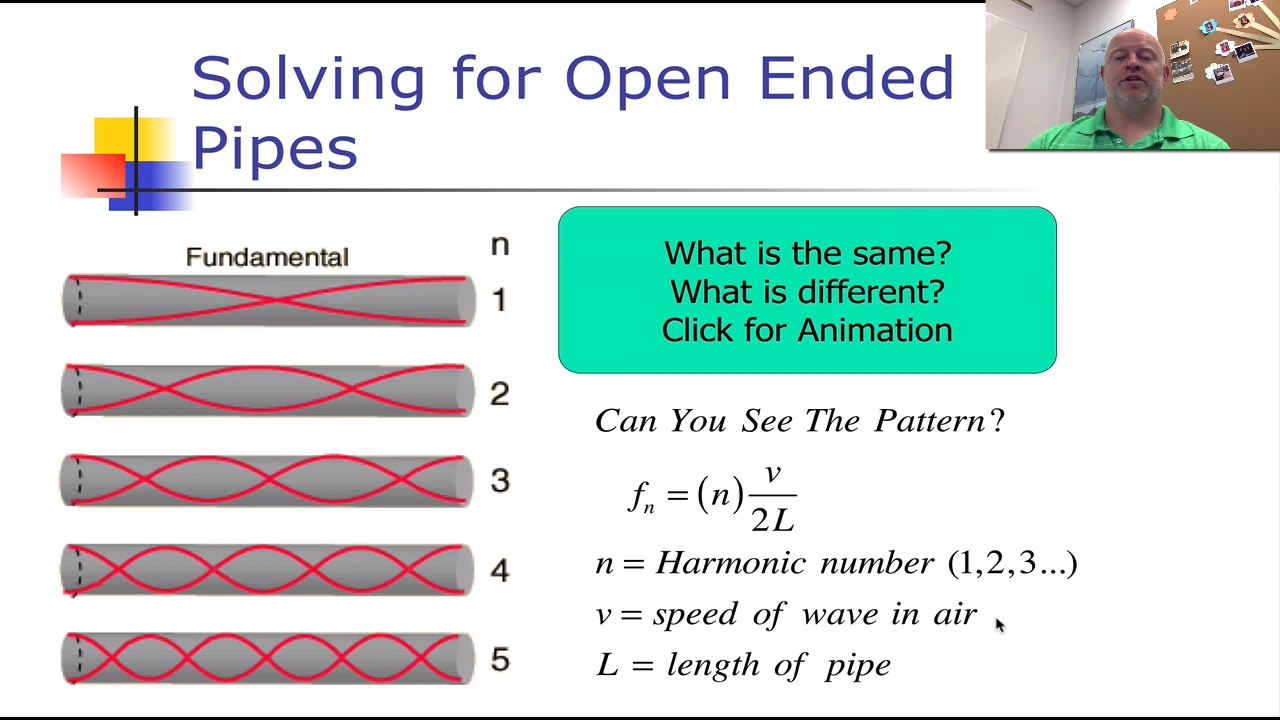 Solving for Open Ended
Pipes
n
Fundamental
1
2
3
4
5
What is the same?
What is different?
Click for Animation
Can You See The Pattern?
fₙ = (n) v/2L
n = Harmonic number (1,2,3...)
v = speed of wave in air
L = length of pipe